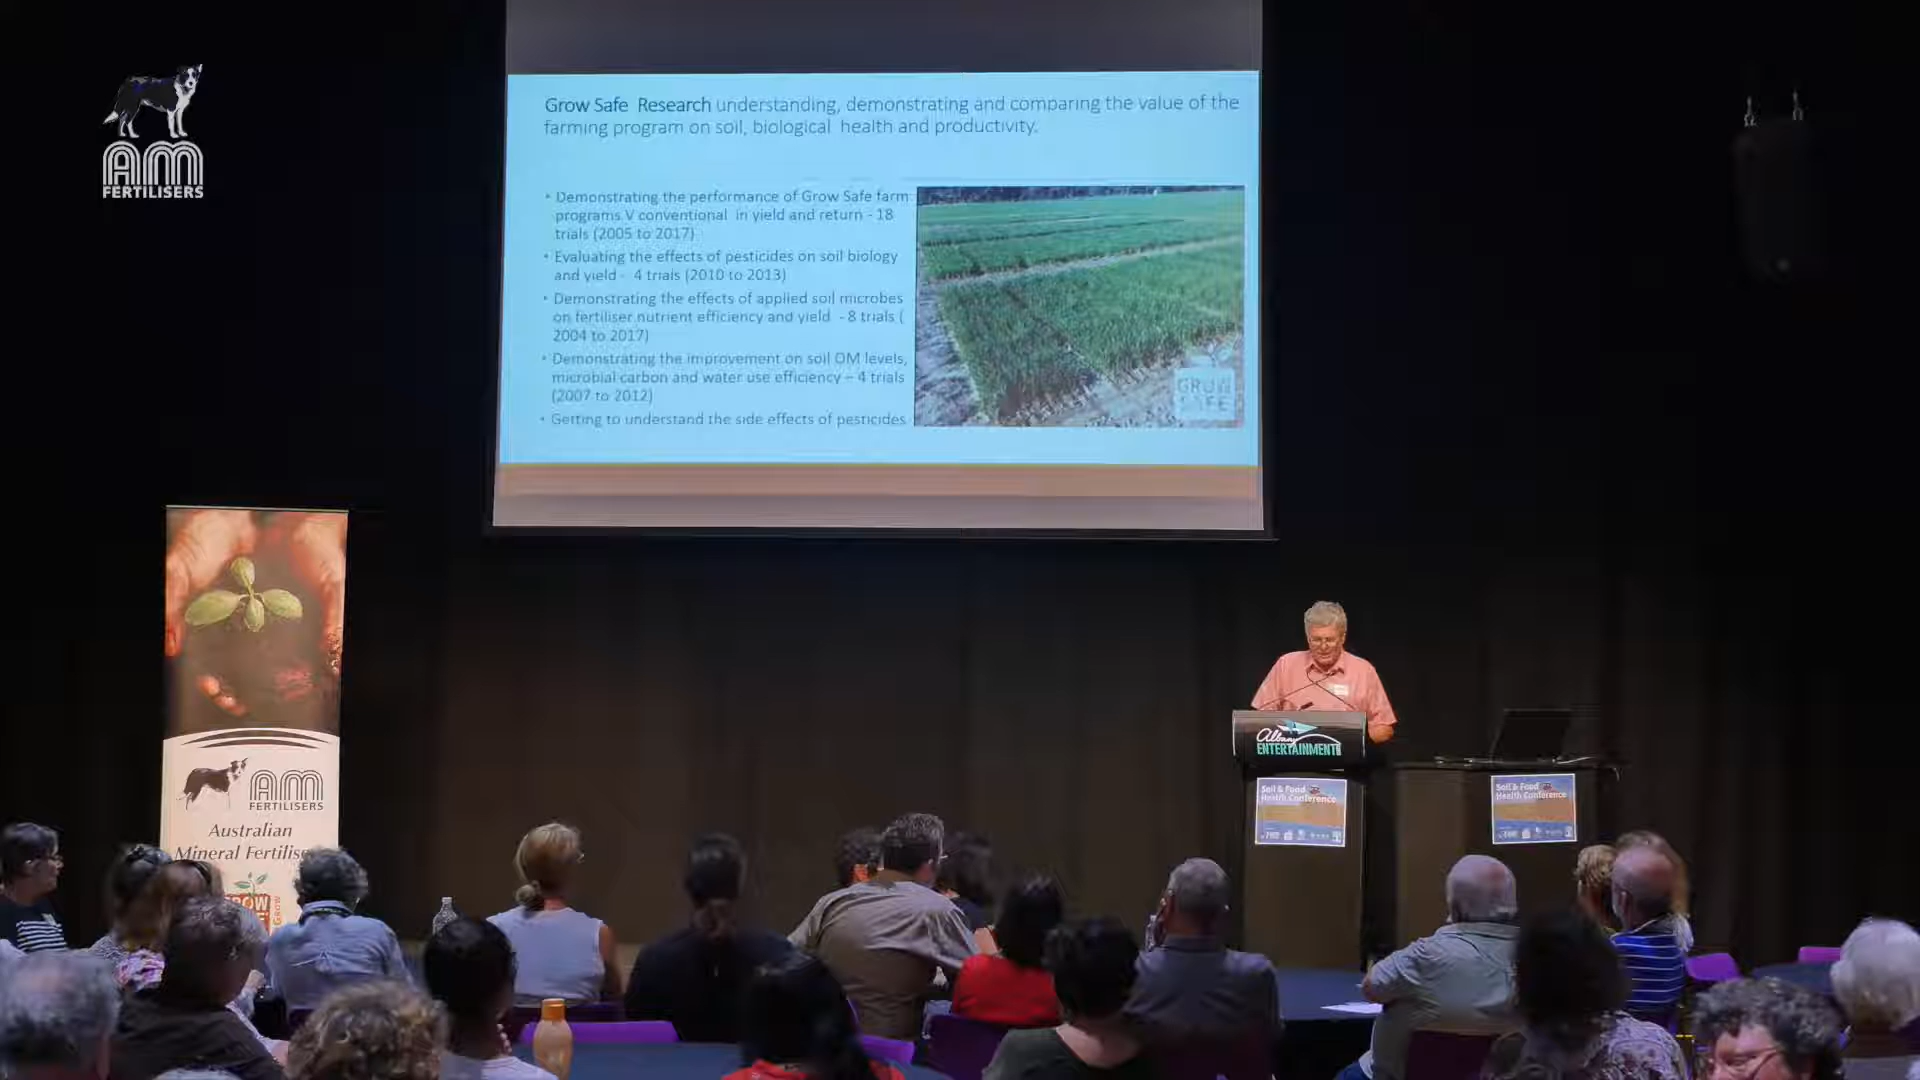 AM
FERTILISERS
Grow Safe Research understanding, demonstrating and comparing the value of the
farming program on soil, biological health and productivity.
• Demonstrating the performance of Grow Safe farm
programs V conventional in yield and return - 18
trials (2005 to 2017)
• Evaluating the effects of pesticides on soil biology
and yield - 4 trials (2010 to 2013)
• Demonstrating the effects of applied soil microbes
on fertiliser nutrient efficiency and yield - 8 trials (
2004 to 2017)
• Demonstrating the improvement on soil OM levels,
microbial carbon and water use efficiency – 4 trials
(2007 to 2012)
• Getting to understand the side effects of pesticides
GROW
SAFE
AM
FERTILISERS
Australian
Mineral Fertilis
GROW
Albany
ENTERTAINMENT
Soil & Food
Health Conference
Soil & Food
Health Conference